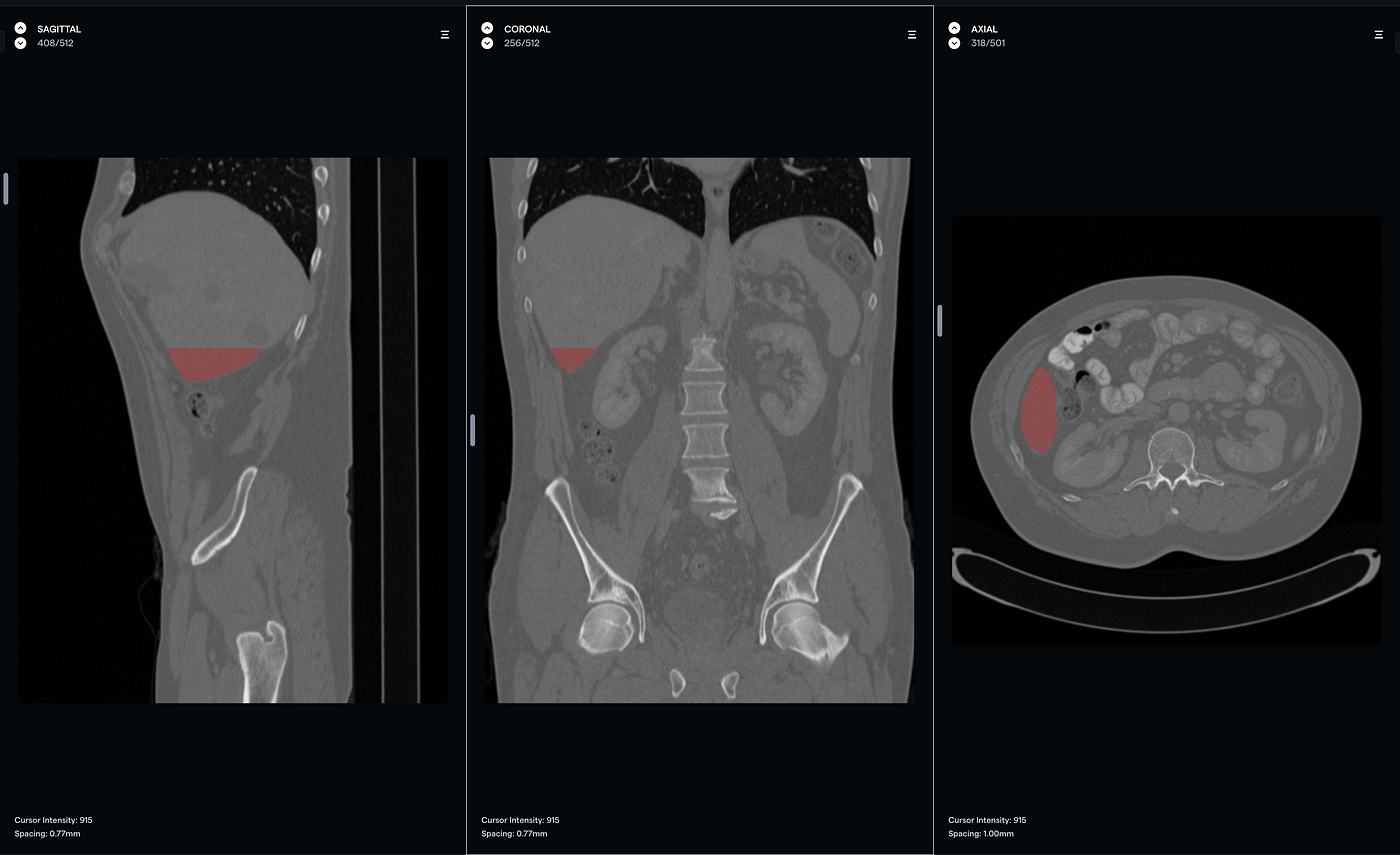 SAGITTAL
408/512
CORONAL
256/512
AXIAL
318/501
Cursor Intensity: 915
Spacing: 0.77mm
Cursor Intensity: 915
Spacing: 0.77mm
Cursor Intensity: 915
Spacing: 1.00mm